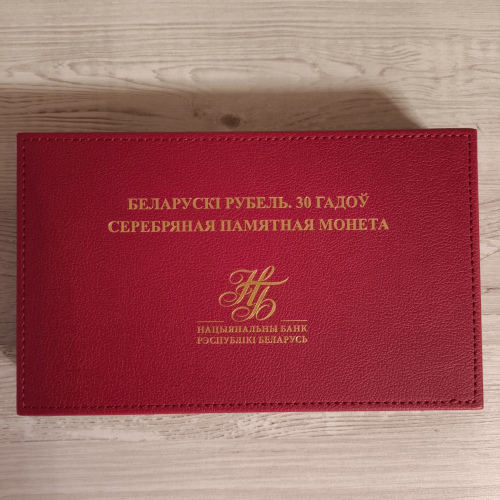 БЕЛАРУСКІ РУБЕЛЬ. 30 ГАДОЎ
СЕРЕБРЯНАЯ ПАМЯТНАЯ МОНЕТА
НБ
НАЦЫЯНАЛЬНЫ БАНК
РЭСПУБЛІКІ БЕЛАРУСЬ